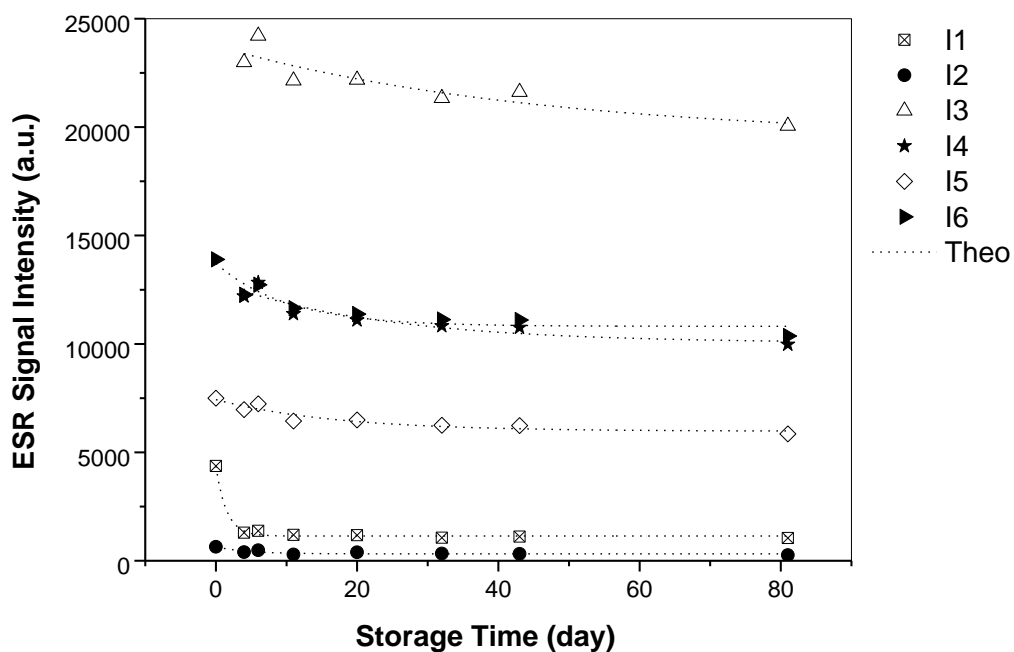 25000
20000
15000
10000
5000
0
ESR Signal Intensity (a.u.)
0
20
40
60
80
Storage Time (day)
I1
I2
I3
I4
I5
I6
Theo